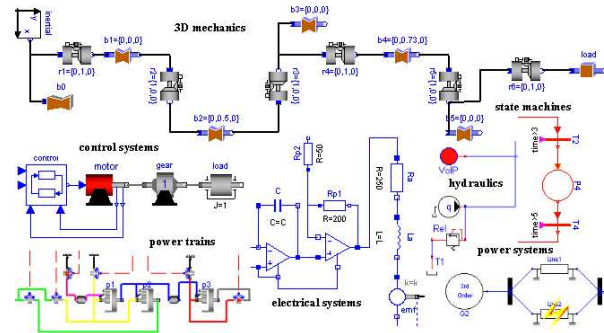 y
x
inertial
b0
r1={0,1,0}
b1={0,0,0}
r2={1,0,0}
b2={0,0.5,0}
3D mechanics
b3={0,0,0}
r3={1,0,0}
r4={0,1,0}
b4={0,0.73,0}
r5={1,0,0}
b5={0,0,0}
r6={0,1,0}
load
control systems
control
motor
gear
1
load
J=1
power trains
p1
p2
p3
electrical systems
C
C=C
Rp2
R=50
Rp1
R=200
Ra
R=250
La
L=L
k=k
emf
hydraulics
VolP
q
Rel
T1
state machines
time>3
T2
P4
time>5
T4
power systems
3rd
Order
G2
Line1
Line2